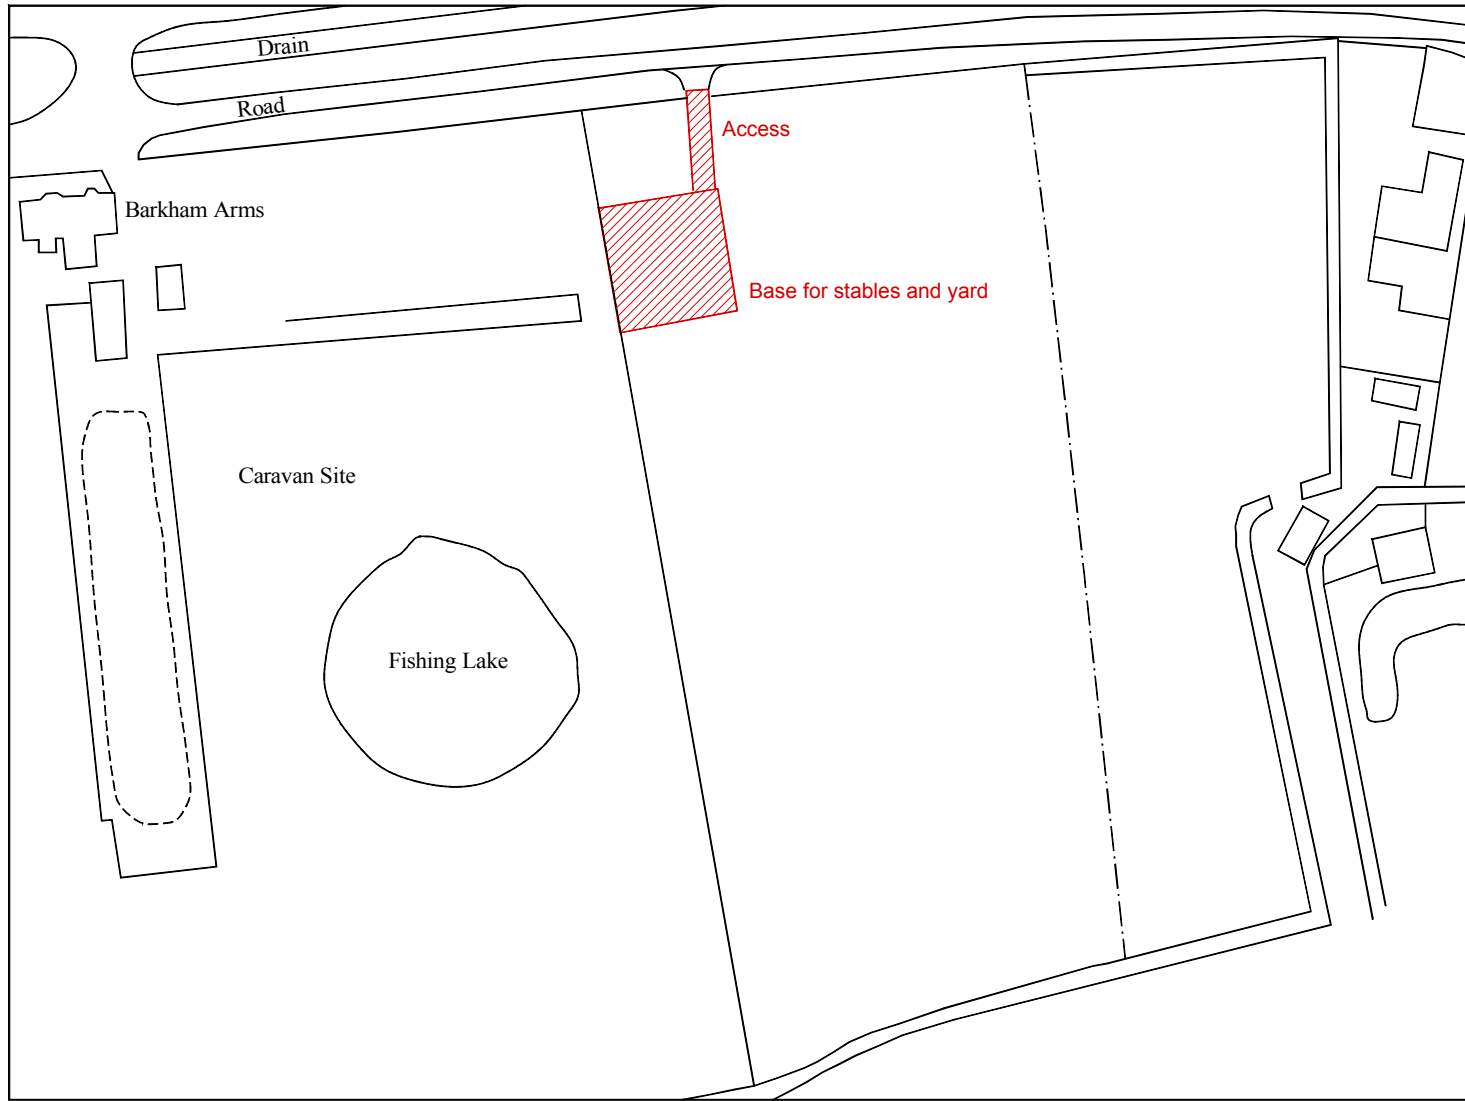 Drain
Road
Access
Barkham Arms
Base for stables and yard
Caravan Site
Fishing Lake